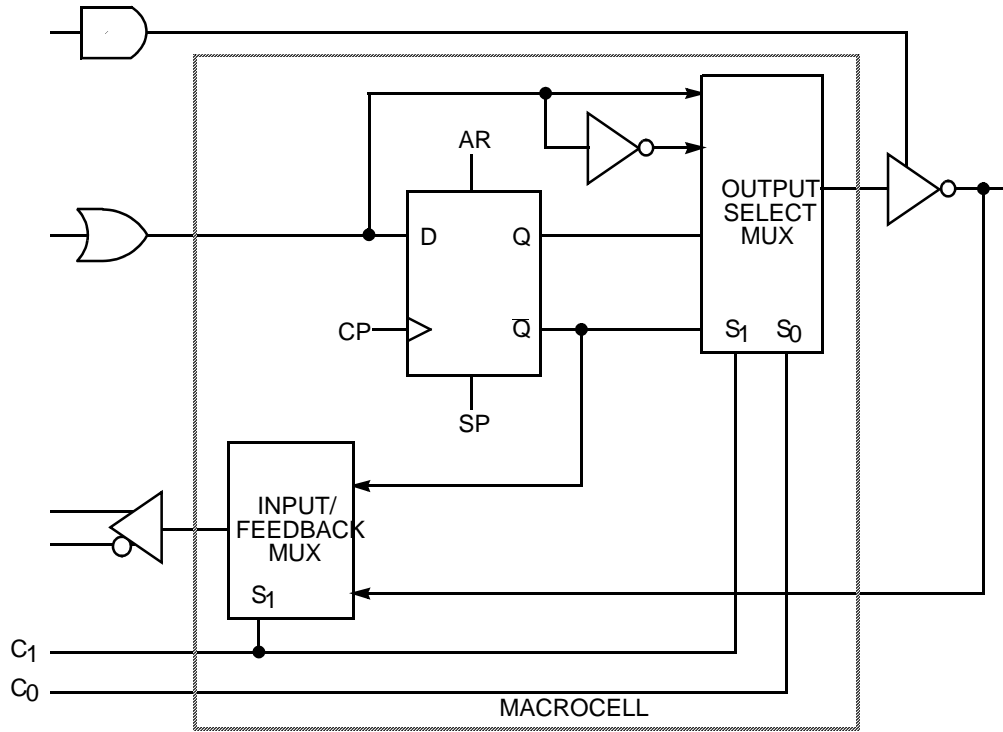 AR
OUTPUT
SELECT
MUX
D
Q
CP
Q̅
S1
S0
SP
INPUT/
FEEDBACK
MUX
S1
C1
C0
MACROCELL